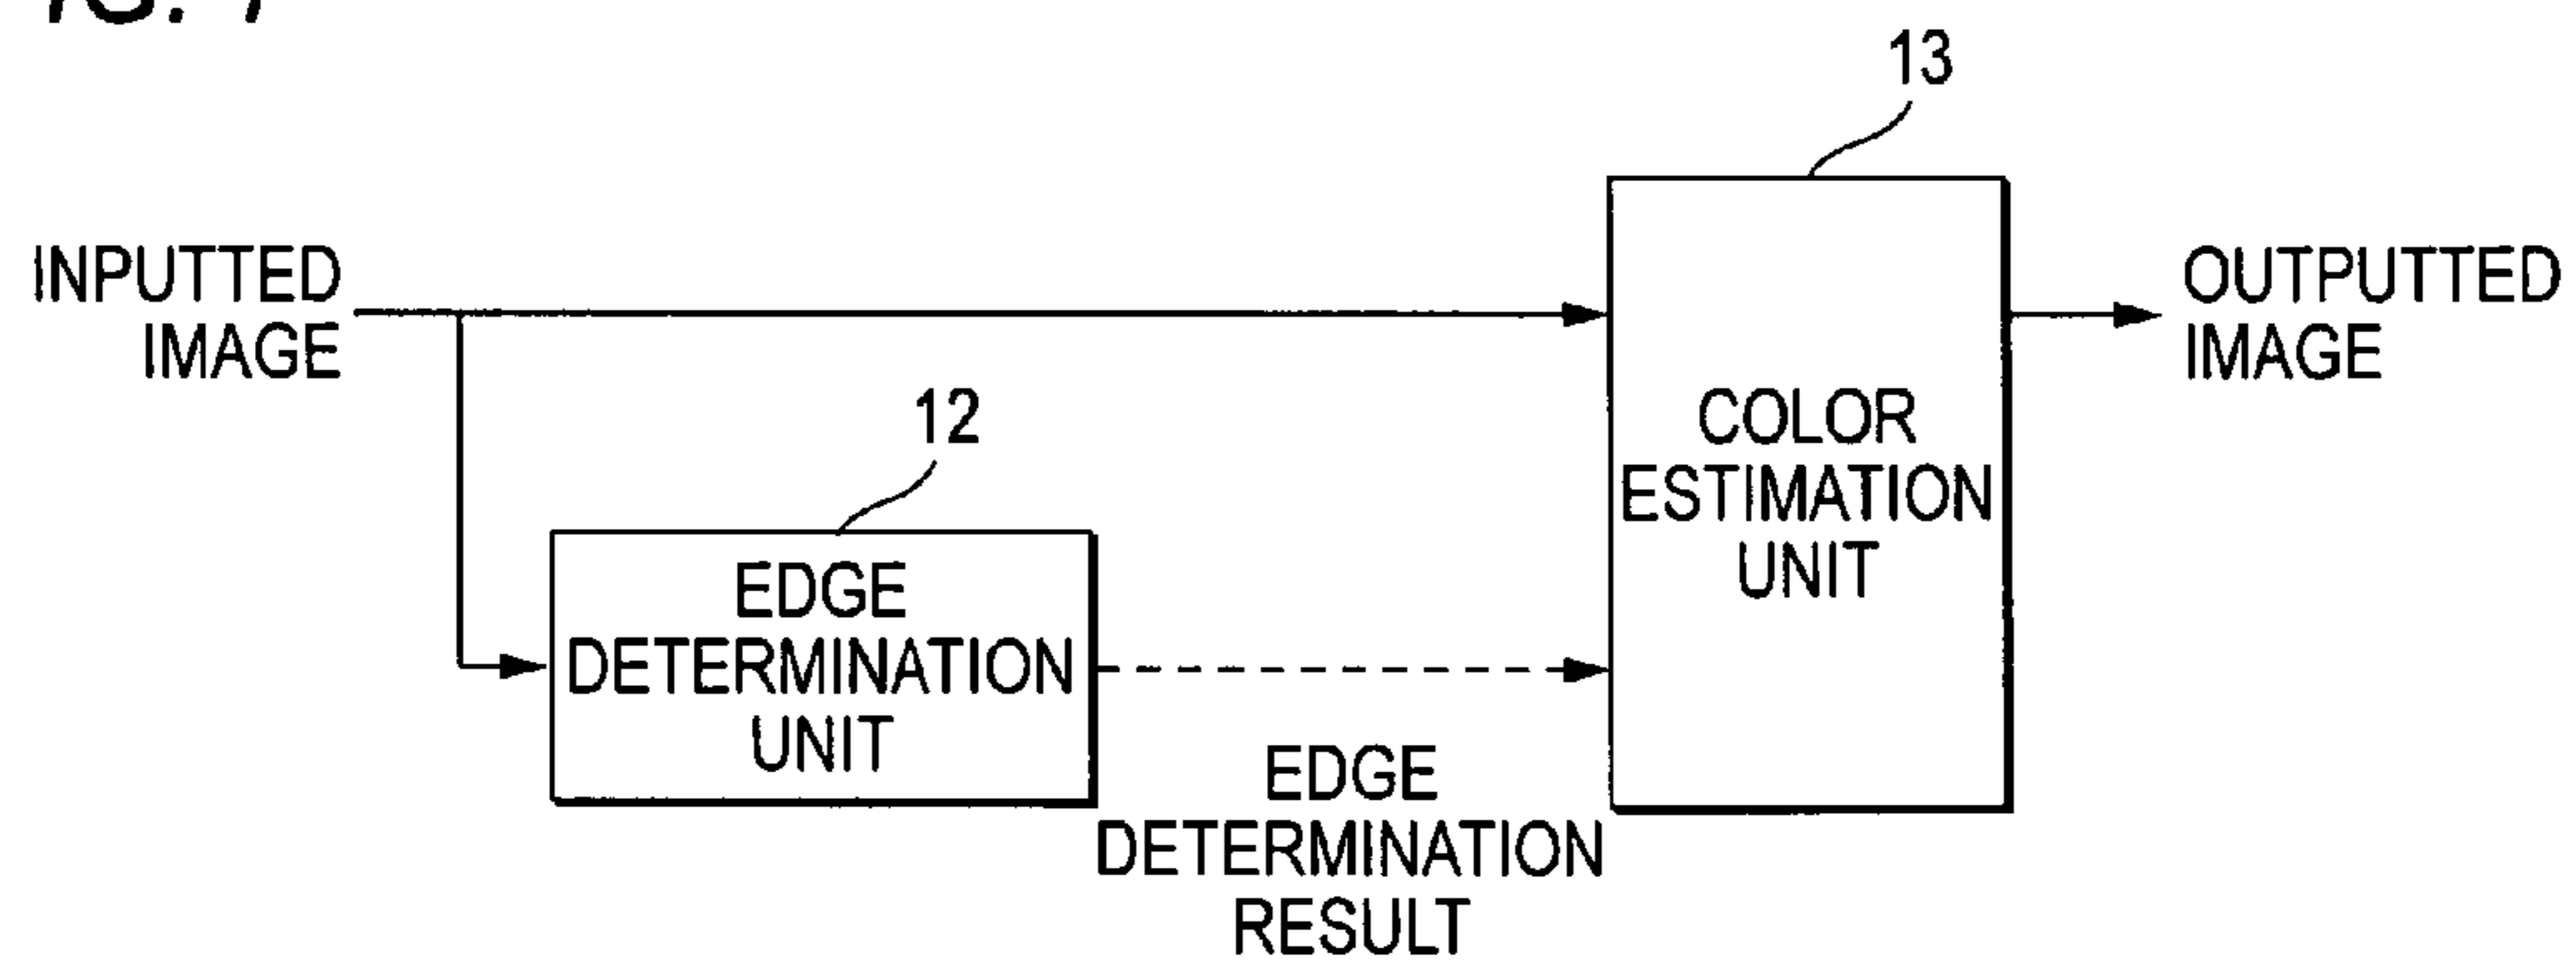 13
INPUTTED
IMAGE
OUTPUTTED
IMAGE
12
COLOR
ESTIMATION
UNIT
EDGE
DETERMINATION
UNIT
EDGE
DETERMINATION
RESULT